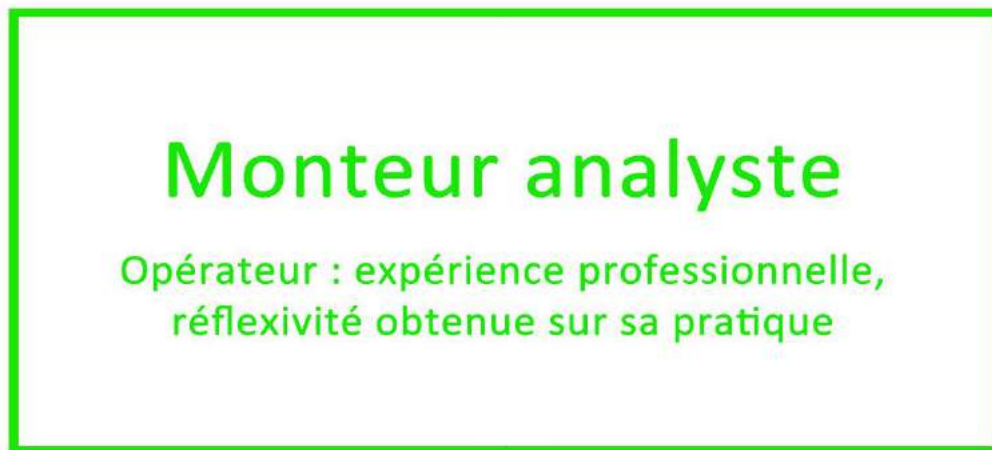 Monteur analyste
Opérateur : expérience professionnelle,
réflexivité obtenue sur sa pratique